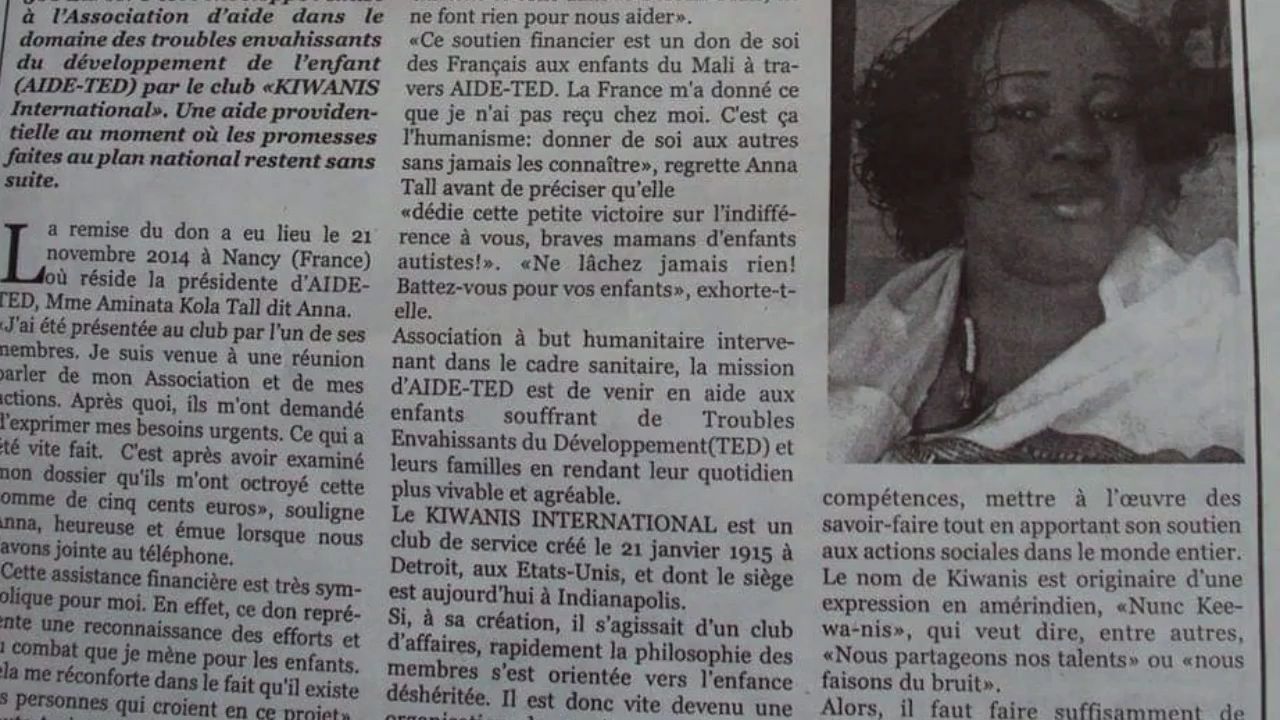 à l'Association d'aide dans le
domaine des troubles envahissants
du développement de l'enfant
(AIDE-TED) par le club «KIWANIS
International». Une aide providen-
tielle au moment où les promesses
faites au plan national restent sans
suite.
La remise du don a eu lieu le 21
novembre 2014 à Nancy (France)
où réside la présidente d'AIDE-
TED, Mme Aminata Kola Tall dit Anna.
«J'ai été présentée au club par l'un de ses
membres. Je suis venue à une réunion
parler de mon Association et de mes
actions. Après quoi, ils m'ont demandé
d'exprimer mes besoins urgents. Ce qui a
été vite fait. C'est après avoir examiné
mon dossier qu'ils m'ont octroyé cette
somme de cinq cents euros», souligne
Anna, heureuse et émue lorsque nous
l'avons jointe au téléphone.
Cette assistance financière est très sym-
bolique pour moi. En effet, ce don repré-
sente une reconnaissance des efforts et
du combat que je mène pour les enfants.
Cela me réconforte dans le fait qu'il existe
des personnes qui croient en ce projet»
ne font rien pour nous aider».
«Ce soutien financier est un don de soi
des Français aux enfants du Mali à tra-
vers AIDE-TED. La France m'a donné ce
que je n'ai pas reçu chez moi. C'est ça
l'humanisme: donner de soi aux autres
sans jamais les connaître», regrette Anna
Tall avant de préciser qu'elle
«dédie cette petite victoire sur l'indiffé-
rence à vous, braves mamans d'enfants
autistes!». «Ne lâchez jamais rien!
Battez-vous pour vos enfants», exhorte-t-
elle.
Association à but humanitaire interve-
nant dans le cadre sanitaire, la mission
d'AIDE-TED est de venir en aide aux
enfants souffrant de Troubles
Envahissants du Développement(TED) et
leurs familles en rendant leur quotidien
plus vivable et agréable.
Le KIWANIS INTERNATIONAL est un
club de service créé le 21 janvier 1915 à
Detroit, aux Etats-Unis, et dont le siège
est aujourd'hui à Indianapolis.
Si, à sa création, il s'agissait d'un club
d'affaires, rapidement la philosophie des
membres s'est orientée vers l'enfance
déshéritée. Il est donc vite devenu une
compétences, mettre à l'œuvre des
savoir-faire tout en apportant son soutien
aux actions sociales dans le monde entier.
Le nom de Kiwanis est originaire d'une
expression en amérindien, «Nunc Kee-
wa-nis», qui veut dire, entre autres,
«Nous partageons nos talents» ou «nous
faisons du bruit».
Alors, il faut faire suffisamment de